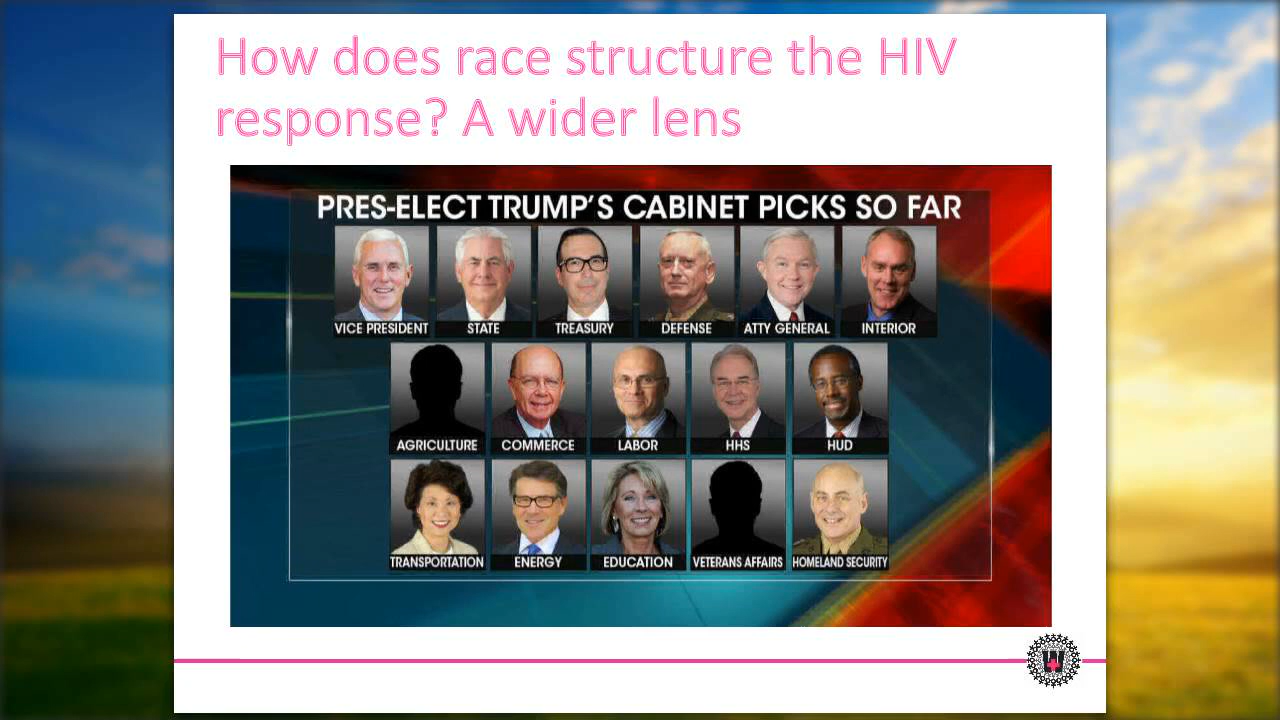 How does race structure the HIV
response? A wider lens
PRES-ELECT TRUMP'S CABINET PICKS SO FAR
VICE PRESIDENT STATE TREASURY DEFENSE ATTY GENERAL INTERIOR
AGRICULTURE COMMERCE LABOR HHS HUD
TRANSPORTATION ENERGY EDUCATION VETERANS AFFAIRS HOMELAND SECURITY
W